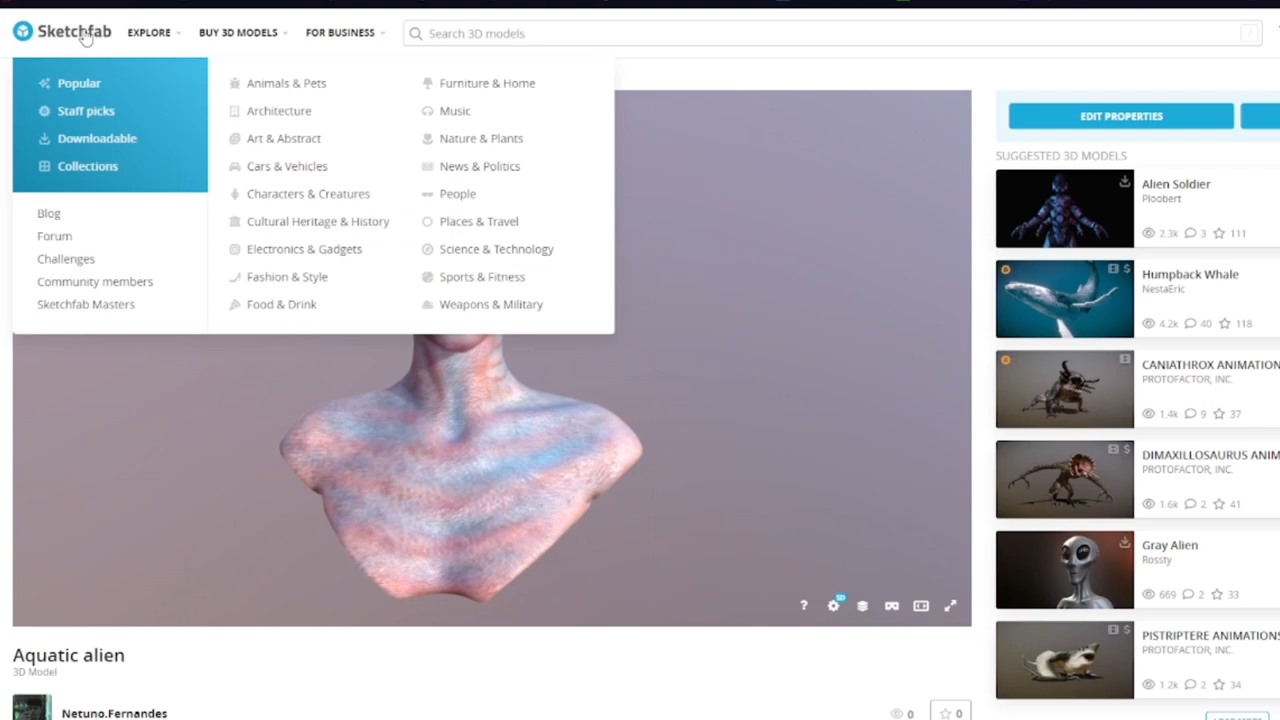 Sketchfab
EXPLORE
BUY 3D MODELS
FOR BUSINESS
Search 3D models
/
Popular
Staff picks
Downloadable
Collections
Blog
Forum
Challenges
Community members
Sketchfab Masters
Animals & Pets
Architecture
Art & Abstract
Cars & Vehicles
Characters & Creatures
Cultural Heritage & History
Electronics & Gadgets
Fashion & Style
Food & Drink
Furniture & Home
Music
Nature & Plants
News & Politics
People
Places & Travel
Science & Technology
Sports & Fitness
Weapons & Military
?
SD
Aquatic alien
3D Model
Netuno.Fernandes
0
0
EDIT PROPERTIES
SUGGESTED 3D MODELS
Alien Soldier
Ploobert
2.3k 3 111
$
Humpback Whale
NestaEric
4.2k 40 118
CANIATHROX ANIMATION
PROTOFACTOR, INC.
1.4k 9 37
$
DIMAXILLOSAURUS ANIM
PROTOFACTOR, INC.
1.6k 2 41
Gray Alien
Rossty
669 2 33
$
PISTRIPTERE ANIMATIONS
PROTOFACTOR, INC.
1.2k 2 34